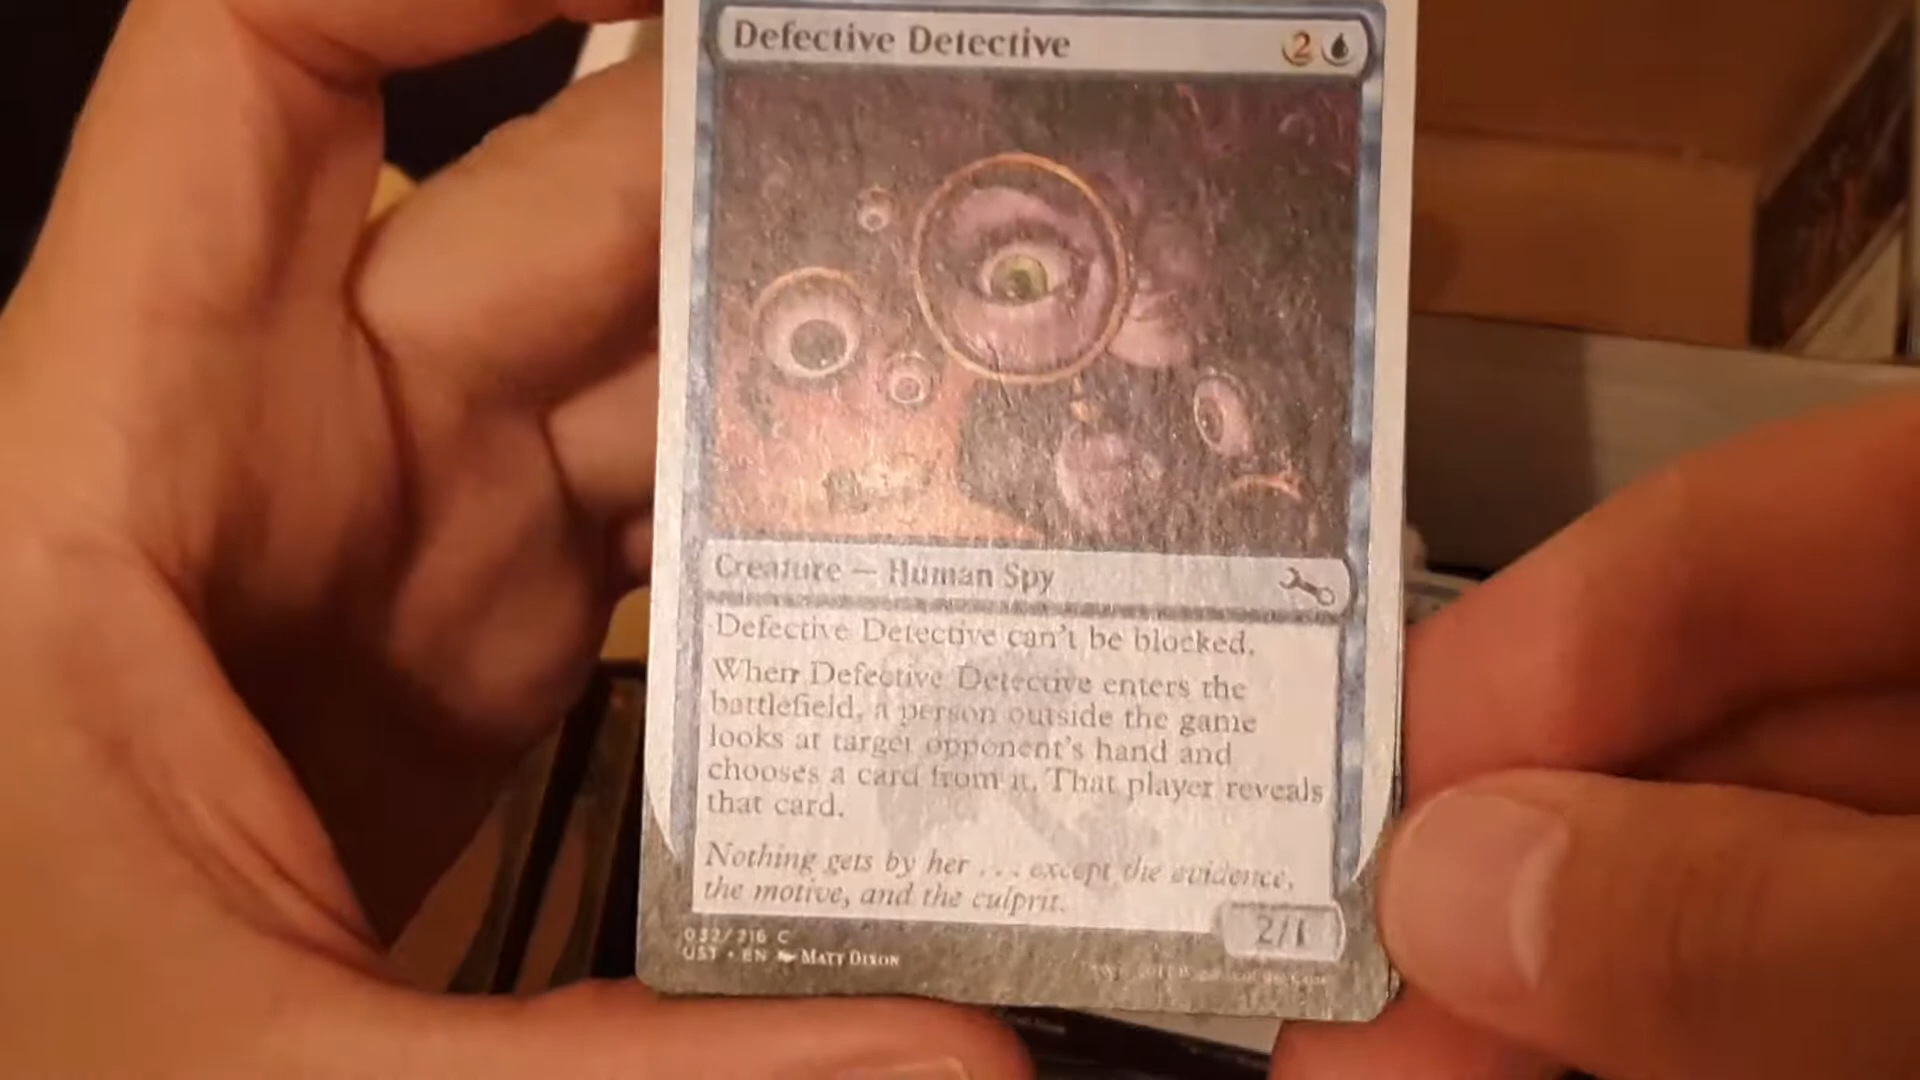 Defective Detective 2
Creature — Human Spy
Defective Detective can't be blocked.
When Defective Detective enters the
battlefield, a person outside the game
looks at target opponent's hand and
chooses a card from it. That player reveals
that card.
Nothing gets by her . . . except the evidence,
the motive, and the culprit.
2/1
032/216 C
UST • EN MATT DIXON